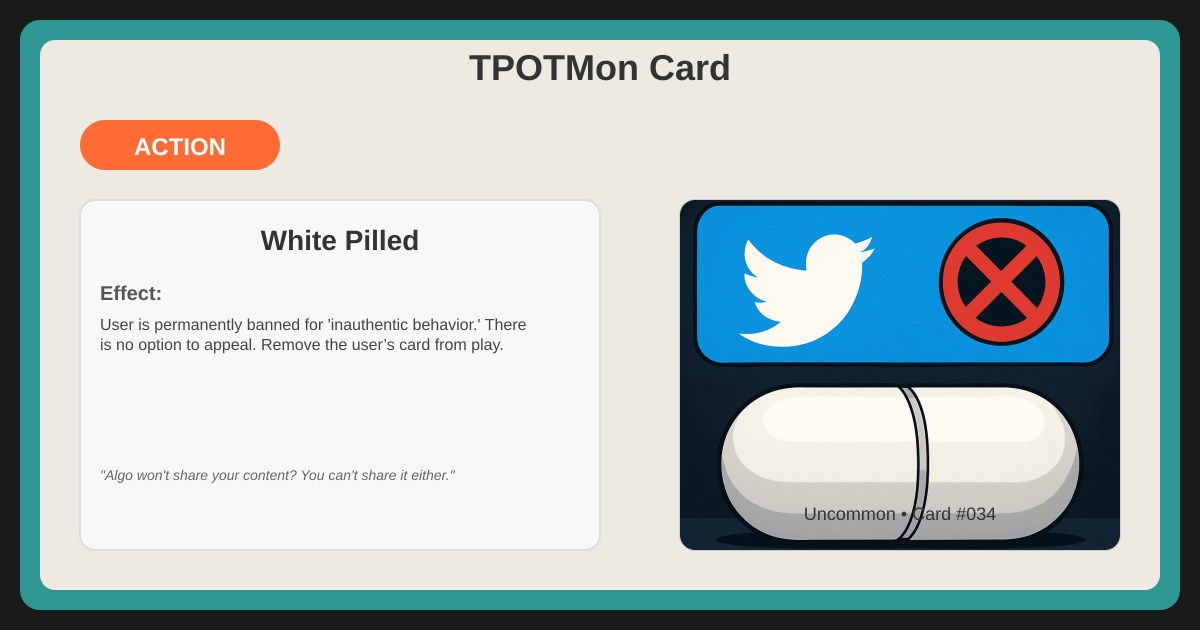 TPOTMon Card
ACTION
White Pilled
Effect:
User is permanently banned for 'inauthentic behavior.' There
is no option to appeal. Remove the user’s card from play.
"Algo won't share your content? You can't share it either."
Uncommon • Card #034